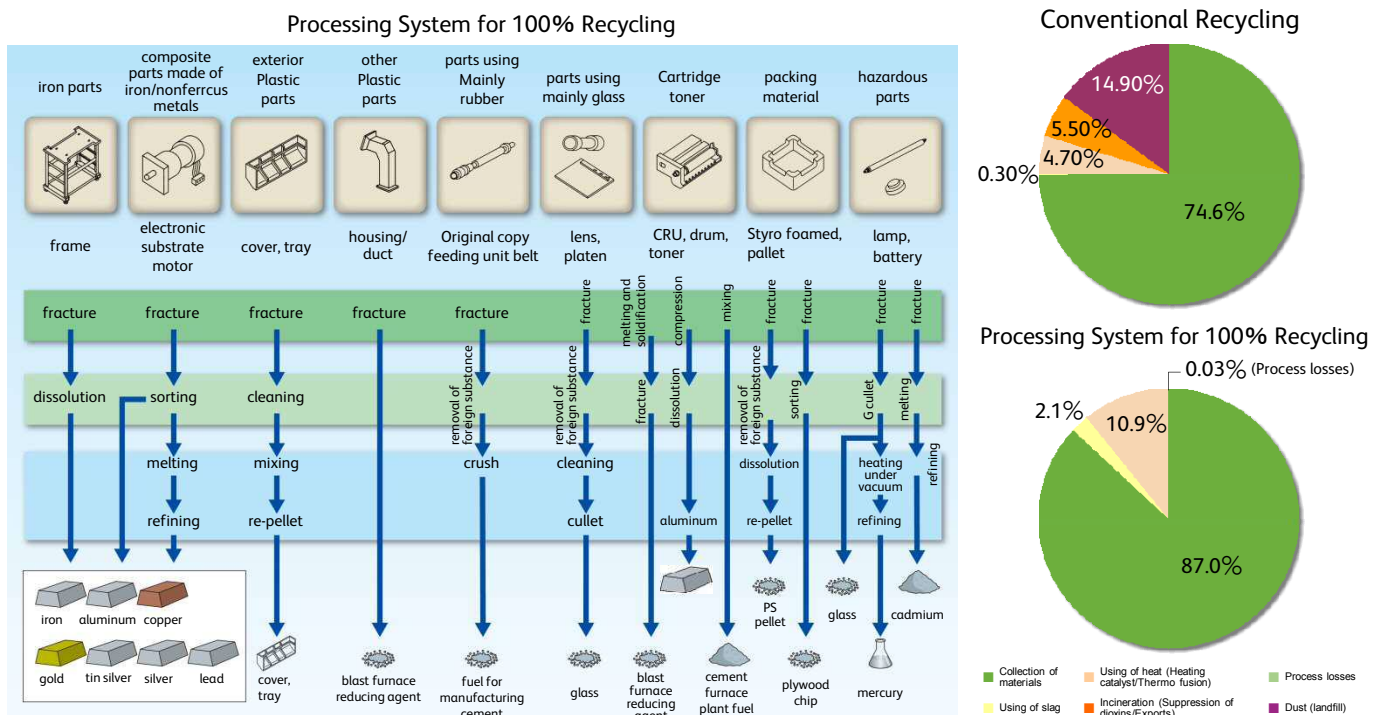 Processing System for 100% Recycling
iron parts
composite
parts made of
iron/nonfercus
metals
exterior
Plastic
parts
other
Plastic
parts
parts using
Mainly
rubber
parts using
mainly glass
Cartridge
toner
packing
material
hazardous
parts
frame
electronic
substrate
motor
cover, tray
housing/
duct
Original copy
feeding unit belt
lens,
platen
CRU, drum,
toner
Styro foamed,
pallet
lamp,
battery
fracture
fracture
fracture
fracture
fracture
fracture
melting and
solidification
compression
mixing
fracture
fracture
fracture
fracture
dissolution
sorting
cleaning
removal of
foreign substance
removal of
foreign substance
fracture
dissolution
removal of
foreign substance
sorting
G cullet
melting
melting
mixing
crush
cleaning
dissolution
heating
under
vacuum
refining
refining
re-pellet
cullet
aluminum
re-pellet
refining
iron
aluminum
copper
gold
tin silver
silver
lead
cover,
tray
blast furnace
reducing agent
fuel for
manufacturing
cement
glass
blast
furnace
reducing
agent
cement
furnace
plant fuel
PS
pellet
plywood
chip
glass
mercury
cadmium
Conventional Recycling
14.90%
5.50%
4.70%
0.30%
74.6%
Processing System for 100% Recycling
0.03% (Process losses)
2.1%
10.9%
87.0%
Collection of
materials
Using of heat (Heating
catalyst/Thermo fusion)
Process losses
Using of slag
Incineration (Suppression of
dioxins/Exports)
Dust (landfill)